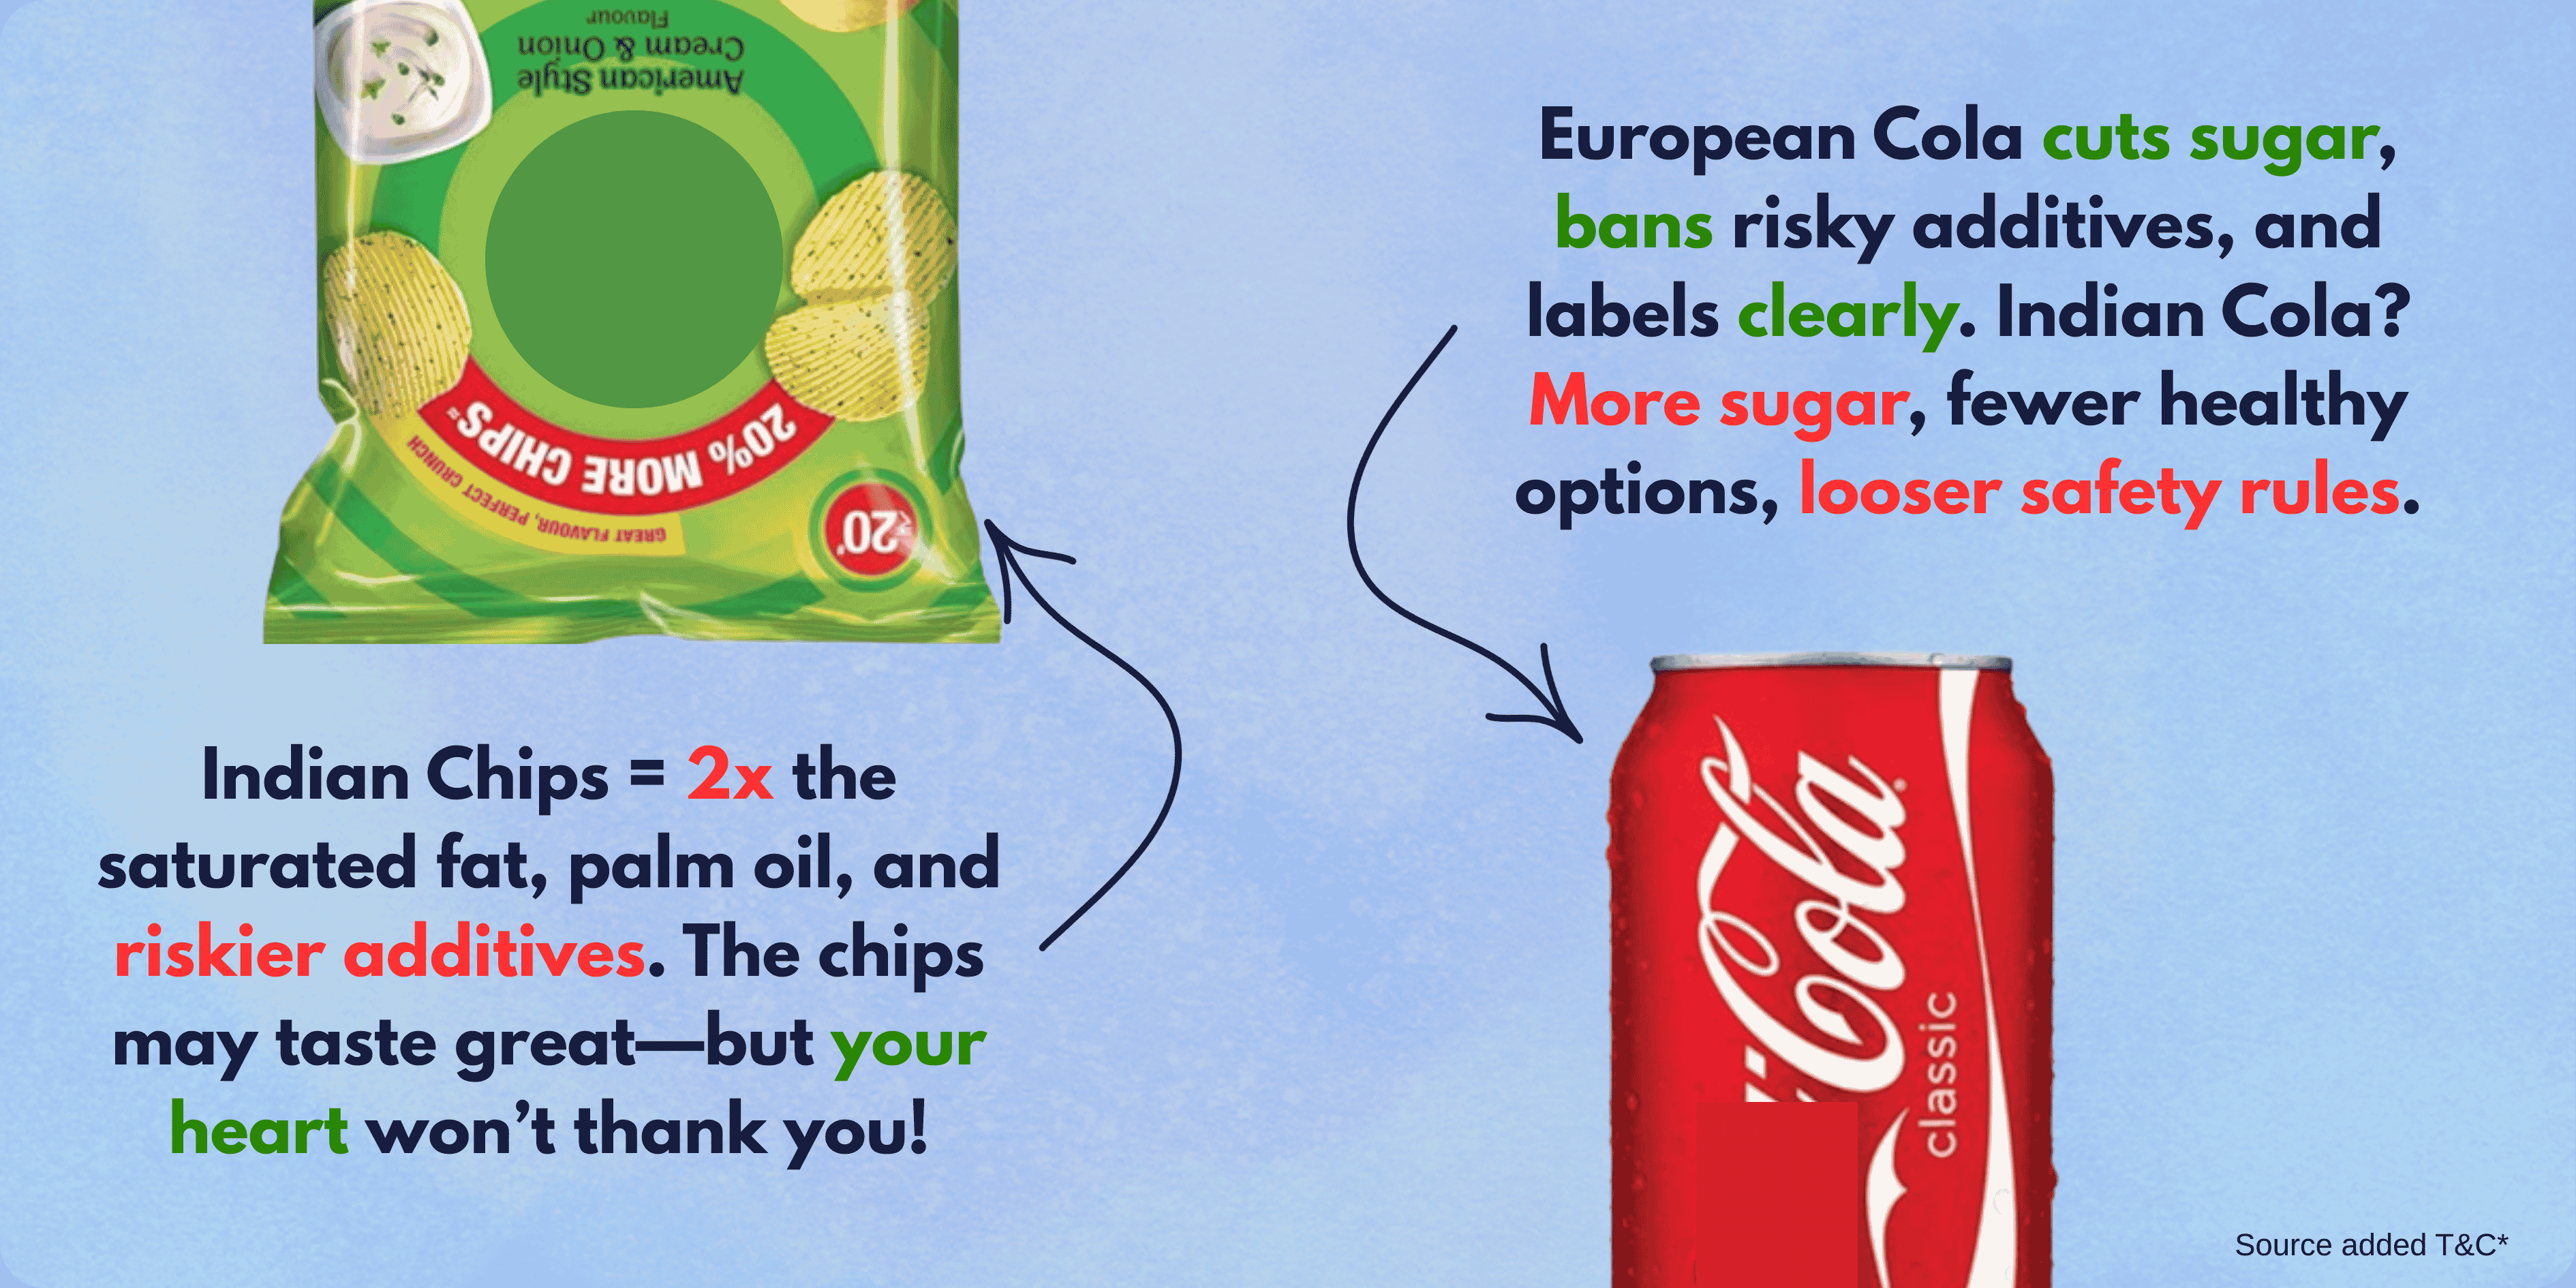 Flavour
Cream & Onion
American Style
20% MORE CHIPS*
GREAT FLAVOUR, PERFECT CRUNCH
₹20*
Indian Chips = 2x the
saturated fat, palm oil, and
riskier additives. The chips
may taste great—but your
heart won’t thank you!
European Cola cuts sugar,
bans risky additives, and
labels clearly. Indian Cola?
More sugar, fewer healthy
options, looser safety rules.
Cola
classic
Source added T&C*